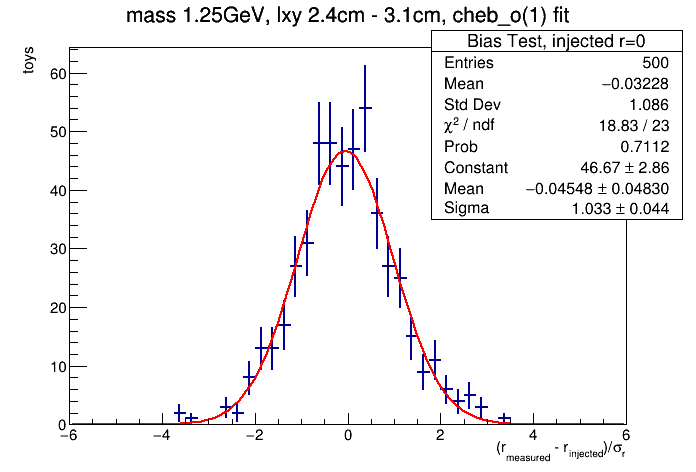 mass 1.25GeV, lxy 2.4cm - 3.1cm, cheb_o(1) fit
Bias Test, injected r=0
Entries 500
Mean −0.03228
Std Dev 1.086
χ² / ndf 18.83 / 23
Prob 0.7112
Constant 46.67 ± 2.86
Mean −0.04548 ± 0.04830
Sigma 1.033 ± 0.044
toys
60
50
40
30
20
10
0
−6 −4 −2 0 2 4 6
(r_measured - r_injected)/σ_r